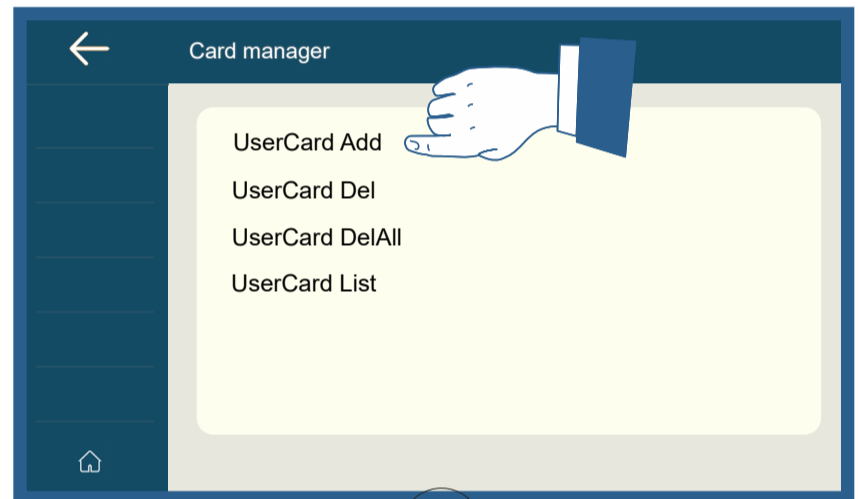 Card manager
UserCard Add
UserCard Del
UserCard DelAll
UserCard List